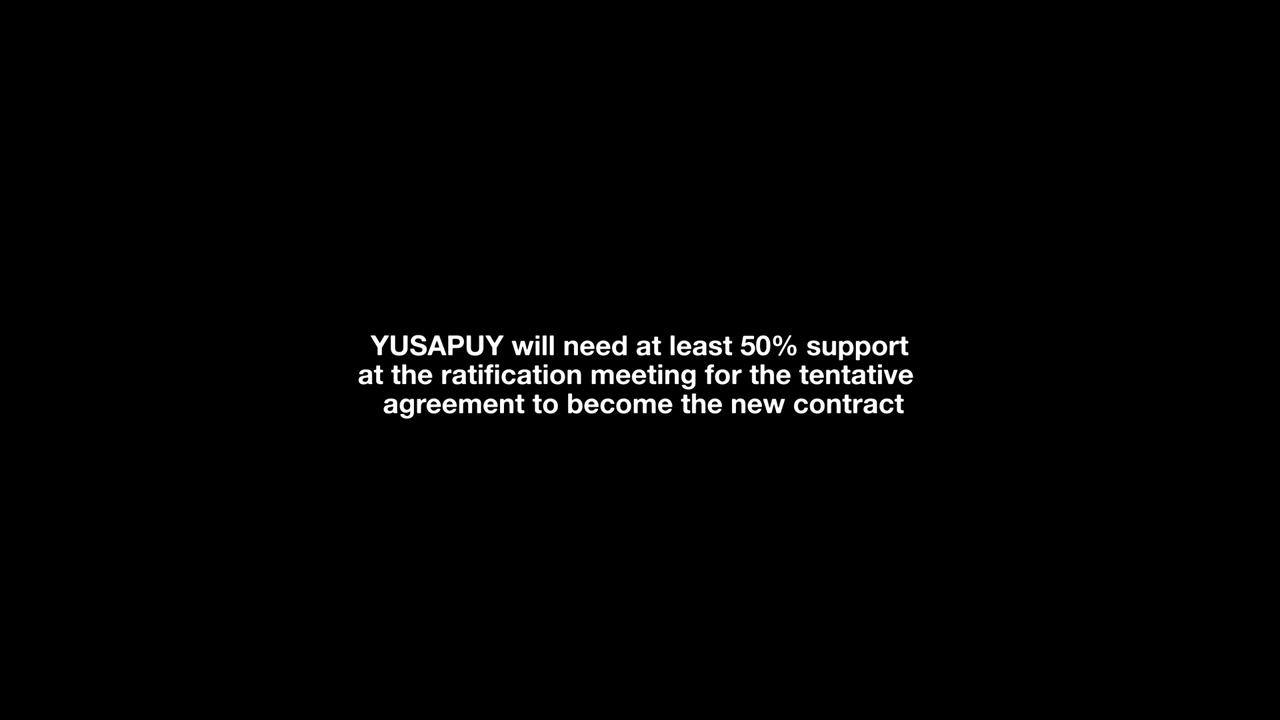 YUSAPUY will need at least 50% support
at the ratification meeting for the tentative
agreement to become the new contract